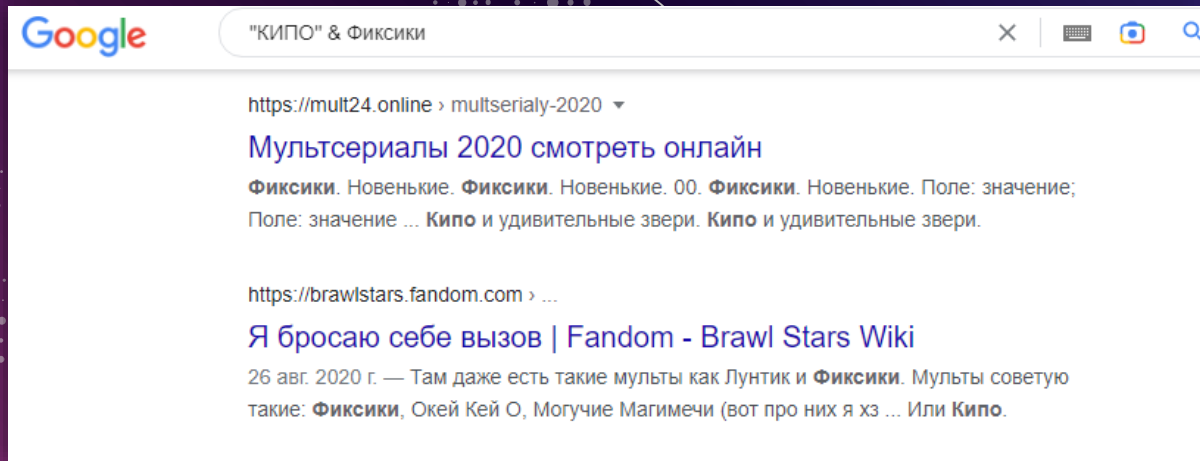 Google
"КИПО" & Фиксики
https://mult24.online › multserialy-2020
Мультсериалы 2020 смотреть онлайн
Фиксики. Новенькие. Фиксики. Новенькие. 00. Фиксики. Новенькие. Поле: значение;
Поле: значение ... Кипо и удивительные звери. Кипо и удивительные звери.
https://brawlstars.fandom.com › ...
Я бросаю себе вызов | Fandom - Brawl Stars Wiki
26 авг. 2020 г. — Там даже есть такие мульты как Лунтик и Фиксики. Мульты советую
такие: Фиксики, Окей Кей О, Могучие Магимечи (вот про них я хз ... Или Кипо.